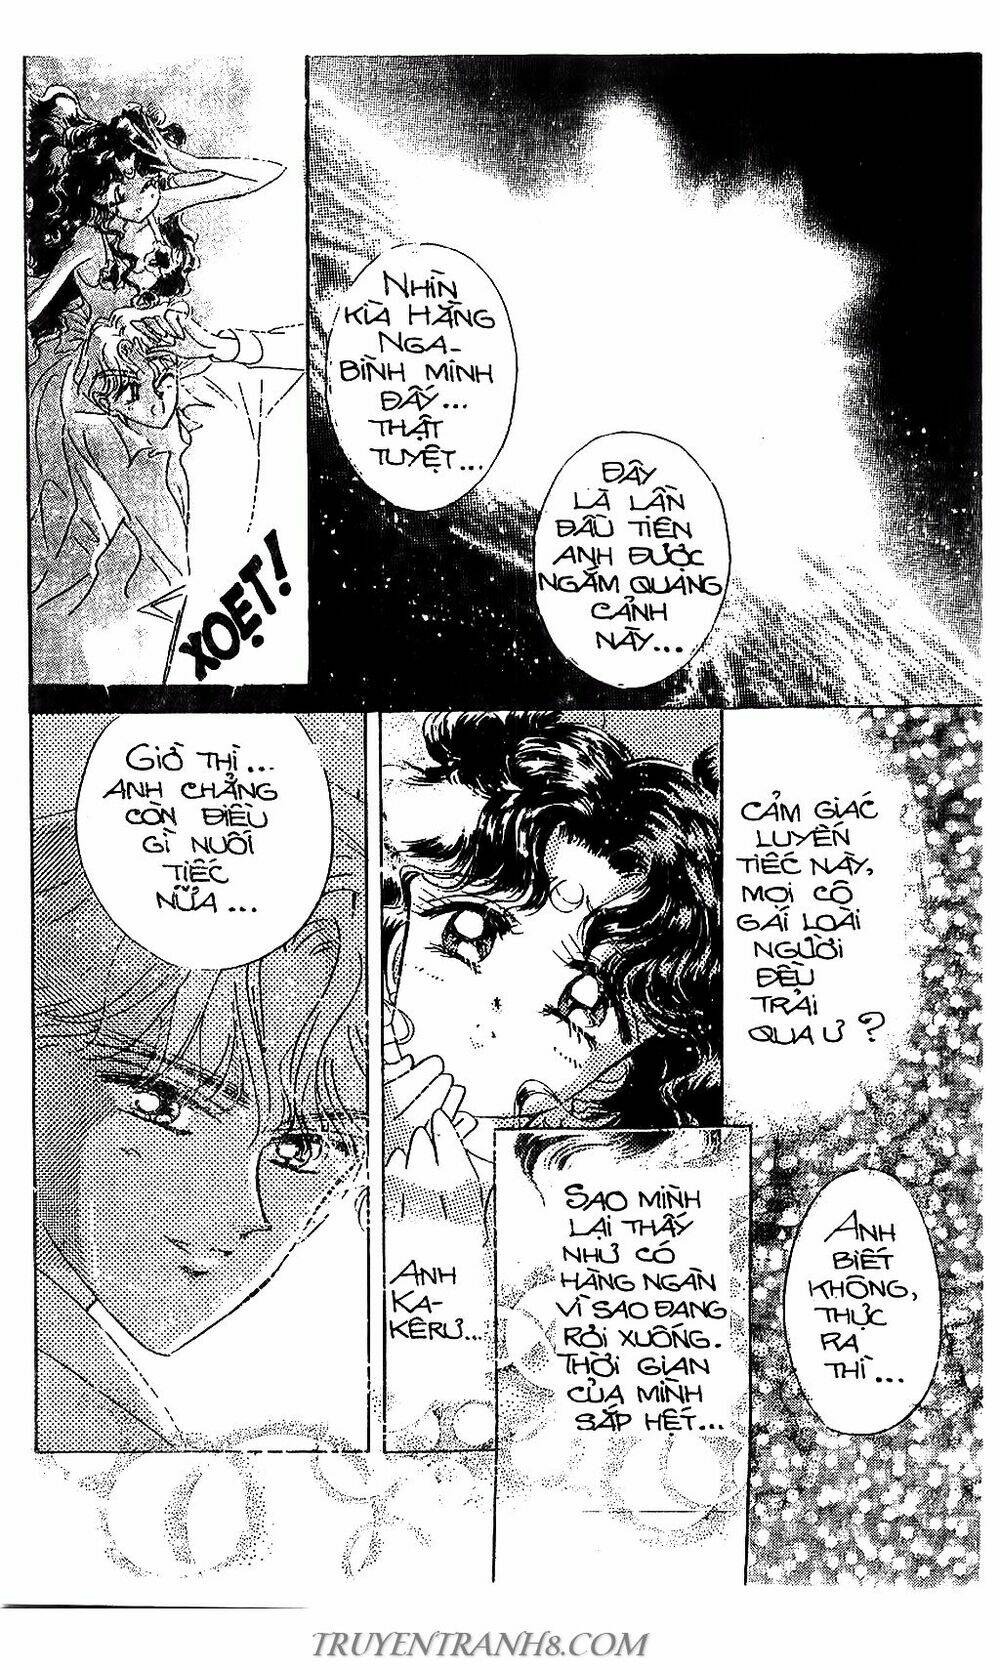 NHÌN
KÌA HẰNG
NGA-
BÌNH MINH
ĐẤY...
THẬT
TUYỆT...
ĐÂY
LÀ LẦN
ĐẦU TIÊN
ANH ĐƯỢC
NGẮM QUANG
CẢNH
NÀY...
XOẸT!
GIỜ THÌ...
ANH CHẲNG
CÒN ĐIỀU
GÌ NUỐI
TIẾC
NỮA...
CẢM GIÁC
LUYẾN
TIẾC NÀY,
MỌI CÔ
GÁI LOÀI
NGƯỜI
ĐỀU
TRẢI
QUA Ư?
ANH
KA-
KÊRƯ...
SAO MÌNH
LẠI THẤY
NHƯ CÓ
HÀNG NGÀN
VÌ SAO ĐANG
RƠI XUỐNG.
THỜI GIAN
CỦA MÌNH
SẮP HẾT...
ANH
BIẾT
KHÔNG,
THỰC
RA
THÌ...
TRUYENTRANH8.COM